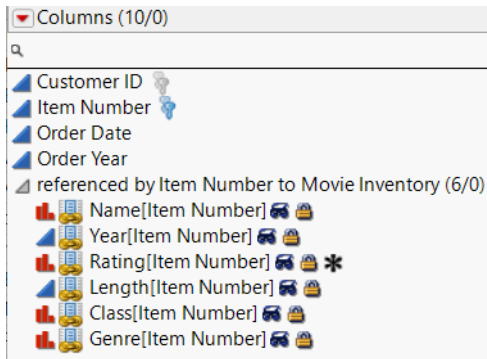 Columns (10/0)
Customer ID
Item Number
Order Date
Order Year
referenced by Item Number to Movie Inventory (6/0)
Name[Item Number]
Year[Item Number]
Rating[Item Number] *
Length[Item Number]
Class[Item Number]
Genre[Item Number]